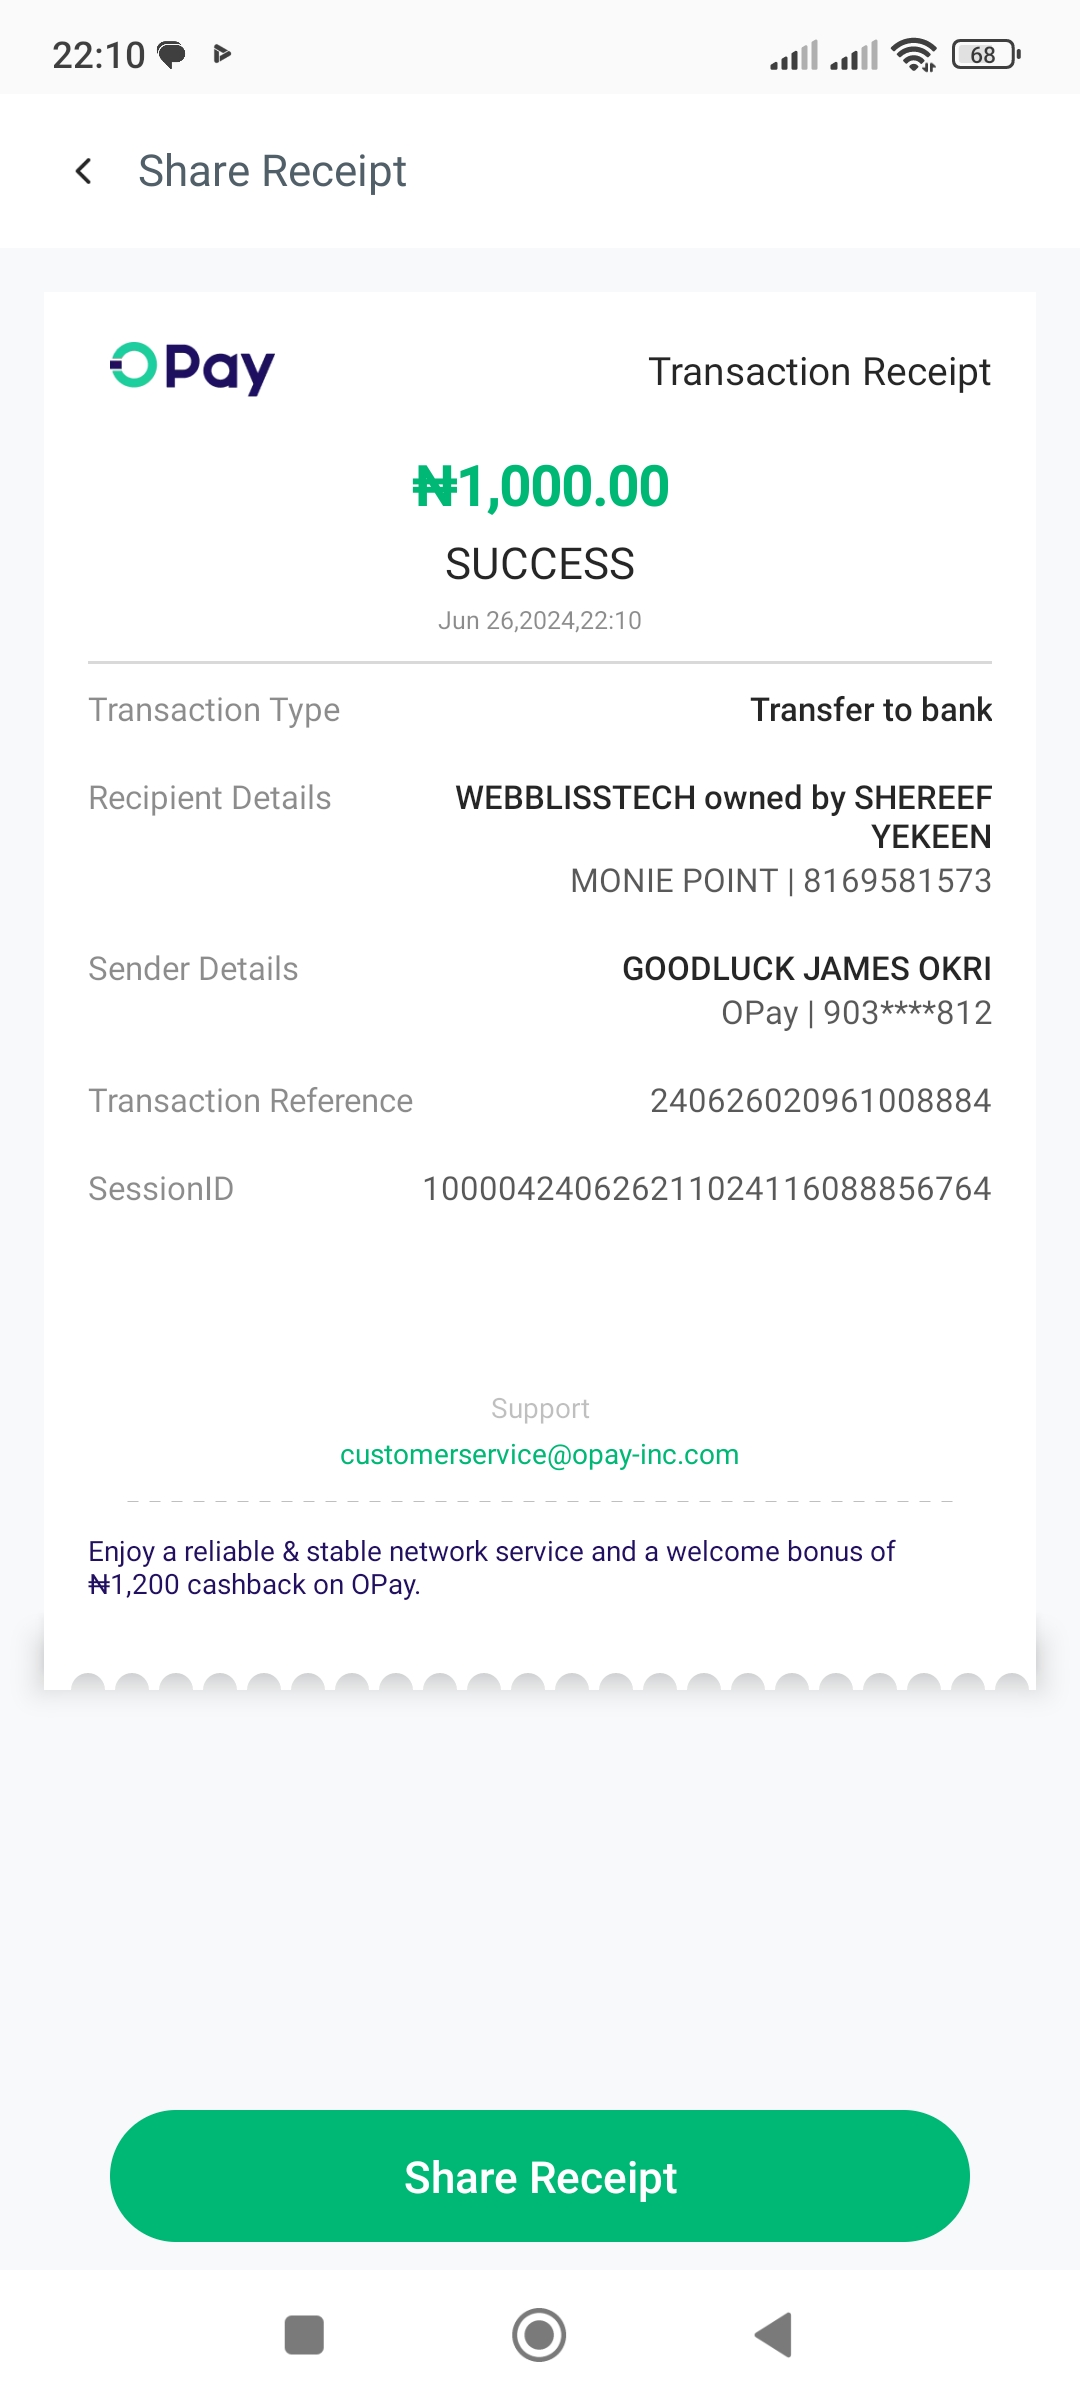 22:10
68
Share Receipt
OPay
Transaction Receipt
₦1,000.00
SUCCESS
Jun 26,2024,22:10
Transaction Type
Transfer to bank
Recipient Details
WEBBLISSTECH owned by SHEREEF
YEKEEN
MONIE POINT | 8169581573
Sender Details
GOODLUCK JAMES OKRI
OPay | 903****812
Transaction Reference
240626020961008884
SessionID
100004240626211024116088856764
Support
customerservice@opay-inc.com
Enjoy a reliable & stable network service and a welcome bonus of
₦1,200 cashback on OPay.
Share Receipt